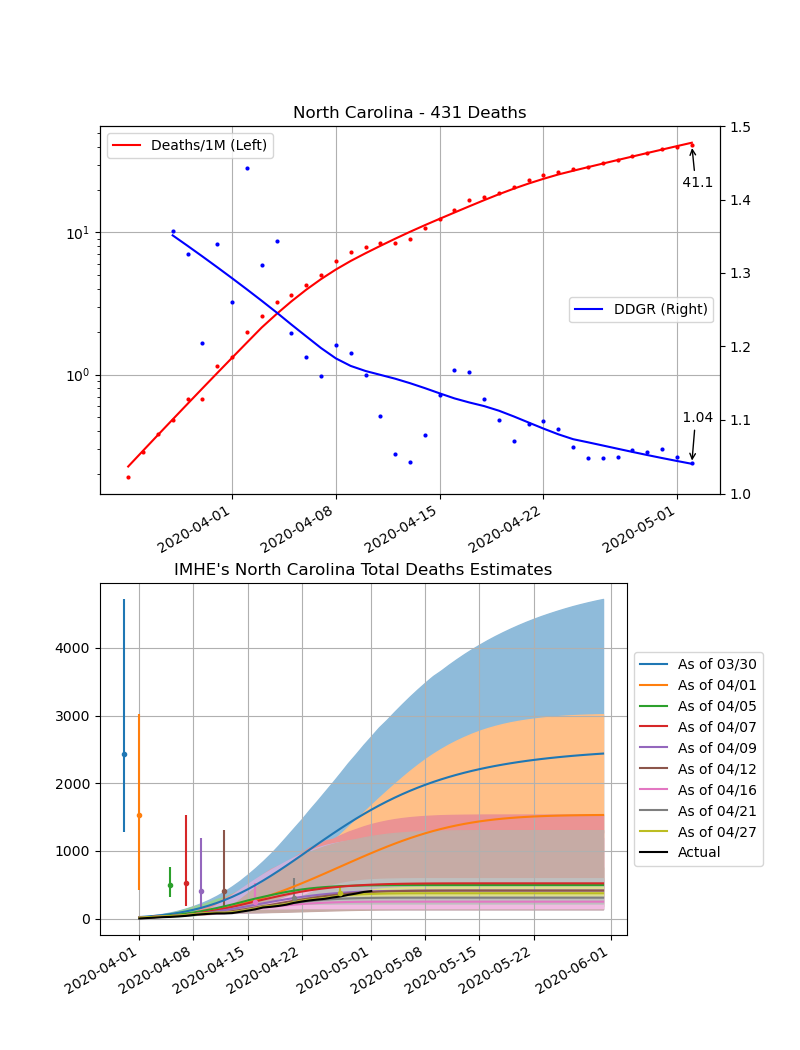 North Carolina - 431 Deaths
Deaths/1M (Left)
DDGR (Right)
41.1
1.04
10¹
10⁰
1.5
1.4
1.3
1.2
1.1
1.0
2020-04-01
2020-04-08
2020-04-15
2020-04-22
2020-05-01
IMHE's North Carolina Total Deaths Estimates
4000
3000
2000
1000
0
2020-04-01
2020-04-08
2020-04-15
2020-04-22
2020-05-01
2020-05-08
2020-05-15
2020-05-22
2020-06-01
As of 03/30
As of 04/01
As of 04/05
As of 04/07
As of 04/09
As of 04/12
As of 04/16
As of 04/21
As of 04/27
Actual